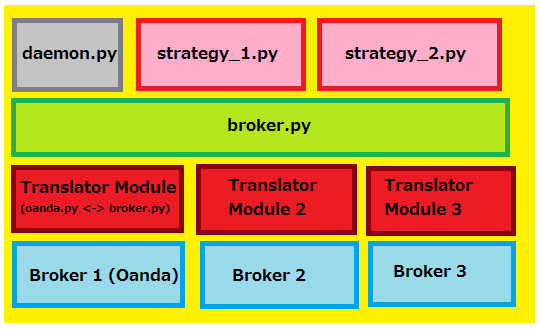 daemon.py
strategy_1.py
strategy_2.py
broker.py
Translator Module
(oanda.py <-> broker.py)
Translator
Module 2
Translator
Module 3
Broker 1 (Oanda)
Broker 2
Broker 3